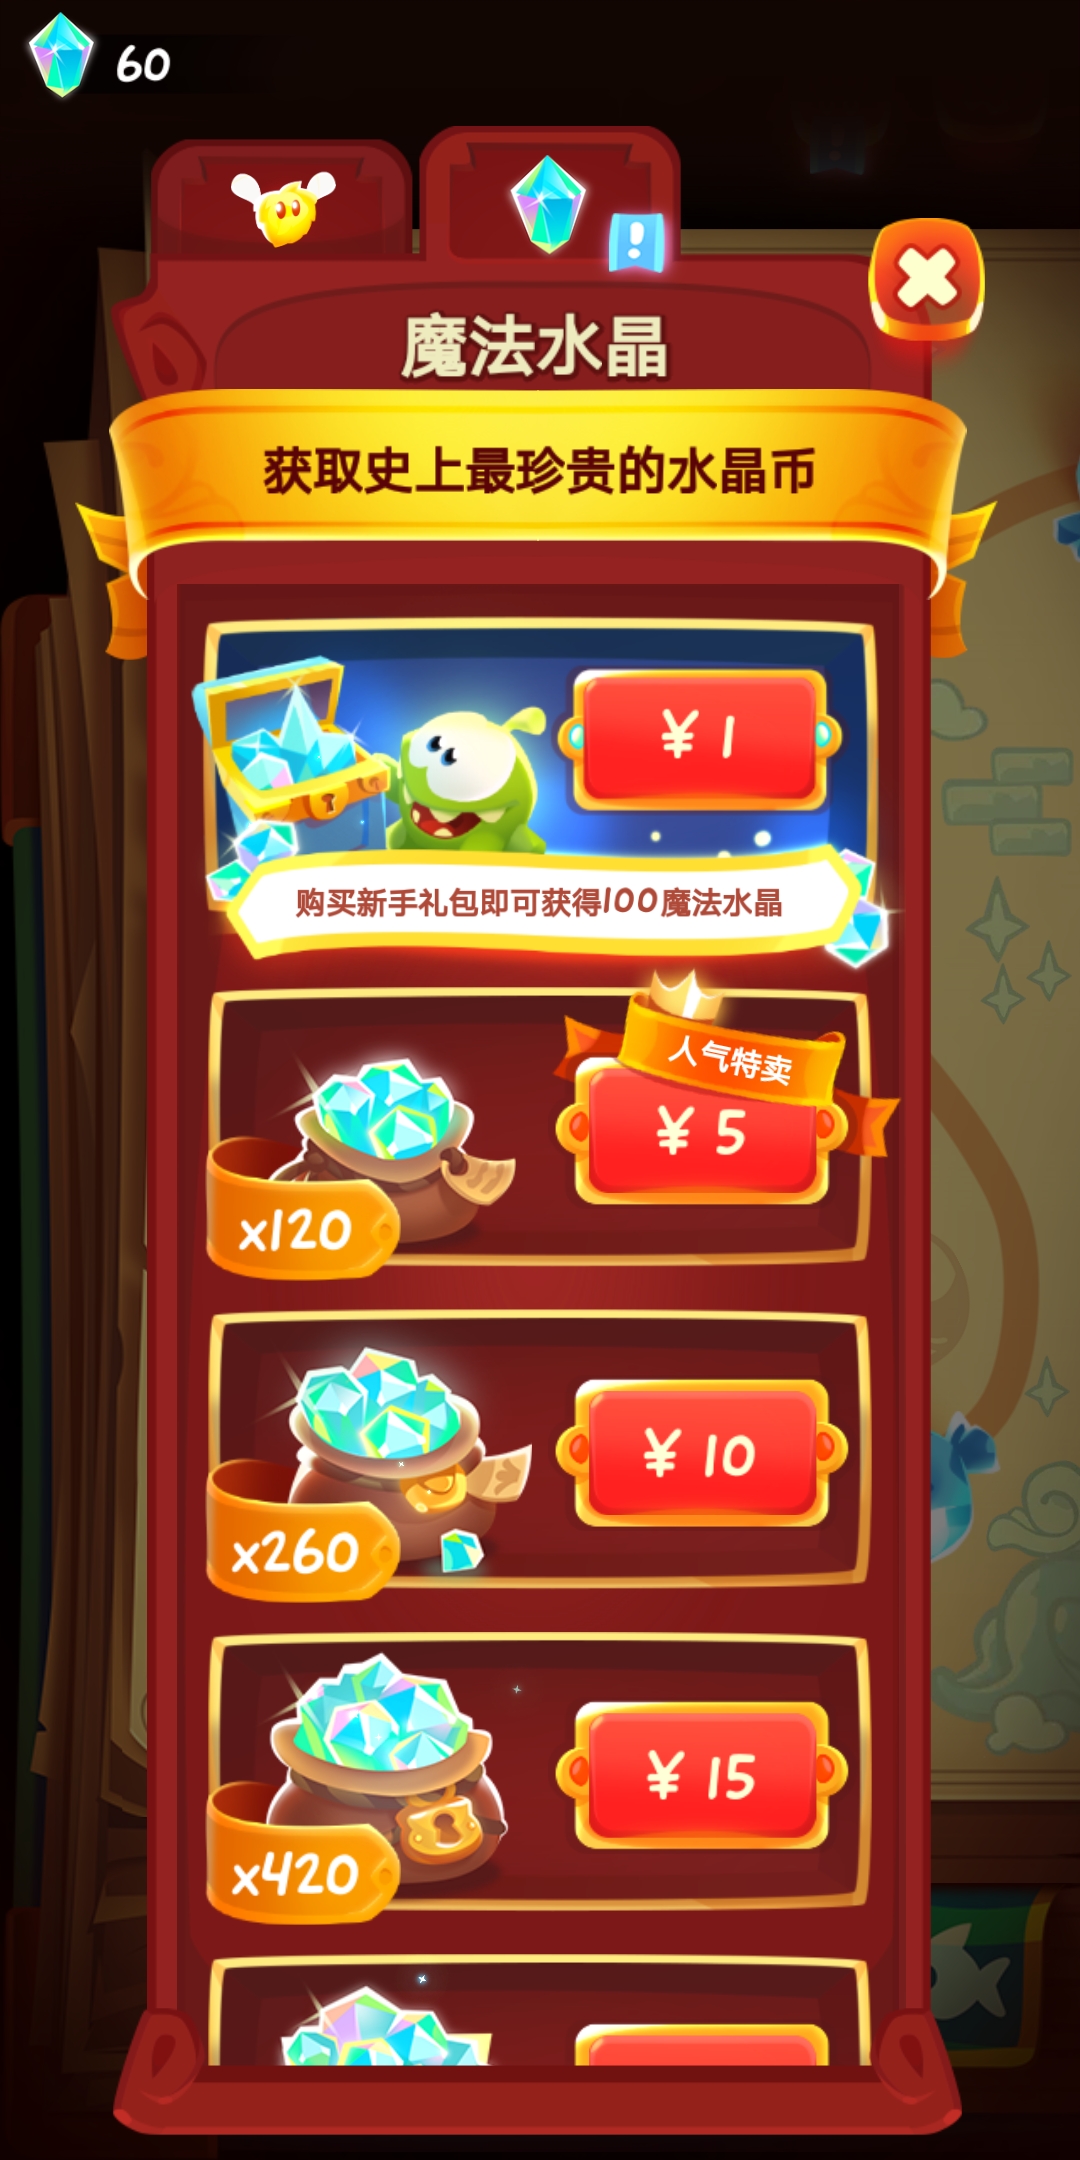 60
!
魔法水晶
获取史上最珍贵的水晶币
¥ 1
购买新手礼包即可获得100魔法水晶
人气特卖
¥ 5
x120
¥ 10
x260
¥ 15
x420